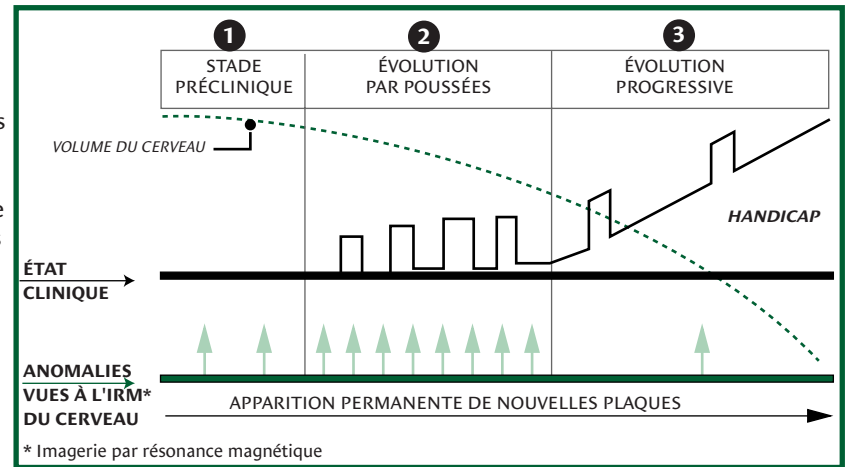 1
2
3
STADE
PRÉCLINIQUE
ÉVOLUTION
PAR POUSSÉES
ÉVOLUTION
PROGRESSIVE
s
VOLUME DU CERVEAU
e
s
HANDICAP
ÉTAT
CLINIQUE
ANOMALIES
VUES À L'IRM*
DU CERVEAU
APPARITION PERMANENTE DE NOUVELLES PLAQUES
* Imagerie par résonance magnétique